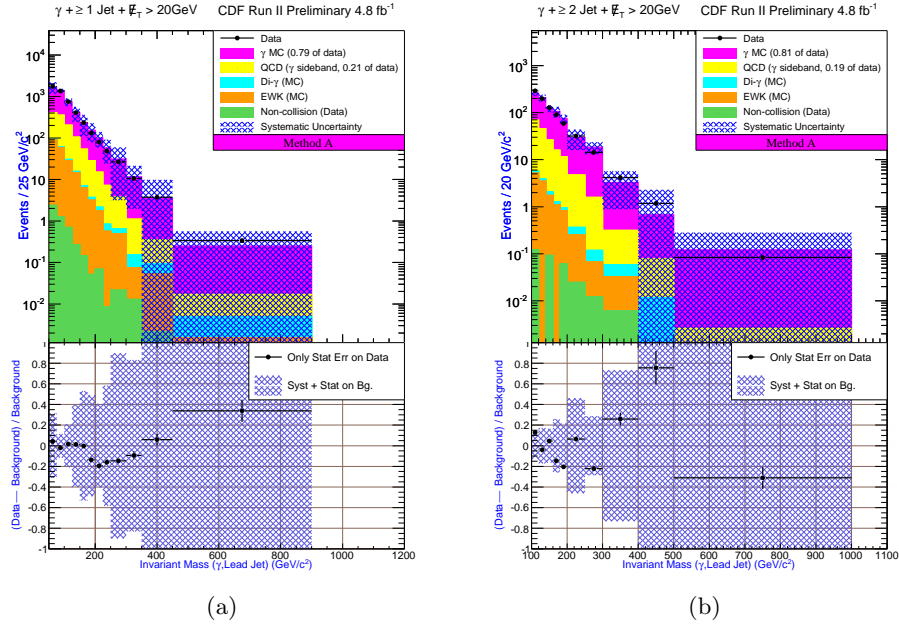 γ + ≥ 1 Jet + E̸T > 20GeV CDF Run II Preliminary 4.8 fb-1
Data
γ MC (0.79 of data)
QCD (γ sideband, 0.21 of data)
Di-γ (MC)
EWK (MC)
Non-collision (Data)
Systematic Uncertainty
Method A
Events / 25 GeV/c2
104
103
102
10
1
10-1
10-2
Only Stat Err on Data
Syst + Stat on Bg.
(Data — Background) / Background
1
0.8
0.6
0.4
0.2
0
-0.2
-0.4
-0.6
-0.8
-1
200 400 600 800 1000 1200
Invariant Mass (γ,Lead Jet) (GeV/c2)
(a)
γ + ≥ 2 Jet + E̸T > 20GeV CDF Run II Preliminary 4.8 fb-1
Data
γ MC (0.81 of data)
QCD (γ sideband, 0.19 of data)
Di-γ (MC)
EWK (MC)
Non-collision (Data)
Systematic Uncertainty
Method A
Events / 20 GeV/c2
103
102
10
1
10-1
10-2
Only Stat Err on Data
Syst + Stat on Bg.
(Data — Background) / Background
1
0.8
0.6
0.4
0.2
0
-0.2
-0.4
-0.6
-0.8
-1
100 200 300 400 500 600 700 800 900 1000 1100
Invariant Mass (γ,Lead Jet) (GeV/c2)
(b)